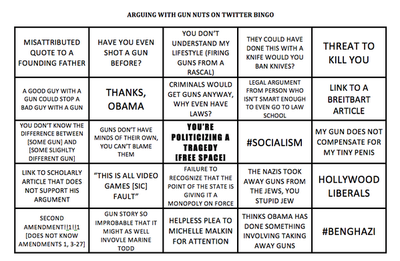 ARGUING WITH GUN NUTS ON TWITTER BINGO
MISATTRIBUTED
QUOTE TO A
FOUNDING FATHER
HAVE YOU EVEN
SHOT A GUN
BEFORE?
YOU DON'T
UNDERSTAND MY
LIFESTYLE (FIRING
GUNS FROM A
RASCAL)
THEY COULD HAVE
DONE THIS WITH A
KNIFE WOULD YOU
BAN KNIVES?
THREAT TO
KILL YOU
A GOOD GUY WITH A
GUN COULD STOP A
BAD GUY WITH A GUN
THANKS,
OBAMA
CRIMINALS WOULD
GET GUNS ANYWAY,
WHY EVEN HAVE
LAWS?
LEGAL ARGUMENT
FROM PERSON WHO
ISN'T SMART ENOUGH
TO EVEN GO TO LAW
SCHOOL
LINK TO A
BREITBART
ARTICLE
YOU DON'T KNOW THE
DIFFERENCE BETWEEN
[SOME GUN] AND
[SOME SLIGHLTY
DIFFERENT GUN]
GUNS DON'T HAVE
MINDS OF THEIR OWN,
YOU CAN'T BLAME
THEM
YOU'RE
POLITICIZING A
TRAGEDY
[FREE SPACE]
#SOCIALISM
MY GUN DOES NOT
COMPENSATE FOR
MY TINY PENIS
LINK TO SCHOLARLY
ARTICLE THAT DOES
NOT SUPPORT HIS
ARGUMENT
"THIS IS ALL VIDEO
GAMES [SIC]
FAULT"
FAILURE TO
RECOGNIZE THAT THE
POINT OF THE STATE IS
GIVING IT A
MONOPOLY ON FORCE
THE NAZIS TOOK
AWAY GUNS FROM
THE JEWS, YOU
STUPID JEW
HOLLYWOOD
LIBERALS
SECOND
AMENDMENT!1!1
[DOES NOT KNOW
AMENDMENTS 1, 3-27]
GUN STORY SO
IMPROBABLE THAT IT
MIGHT AS WELL
INVOVLE MARINE
TODD
HELPLESS PLEA TO
MICHELLE MALKIN
FOR ATTENTION
THINKS OBAMA HAS
DONE SOMETHING
INVOLVING TAKING
AWAY GUNS
#BENGHAZI